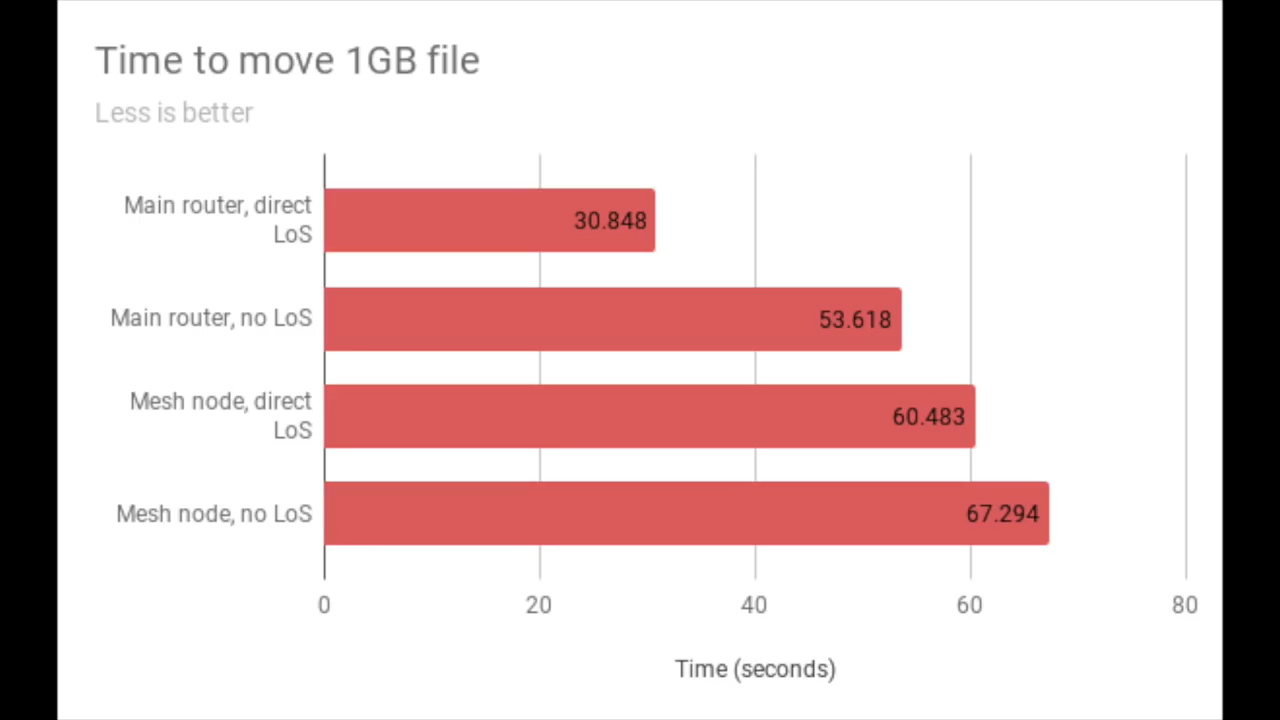 Time to move 1GB file
Less is better
Main router, direct
LoS
30.848
Main router, no LoS
53.618
Mesh node, direct
LoS
60.483
Mesh node, no LoS
67.294
0
20
40
60
80
Time (seconds)